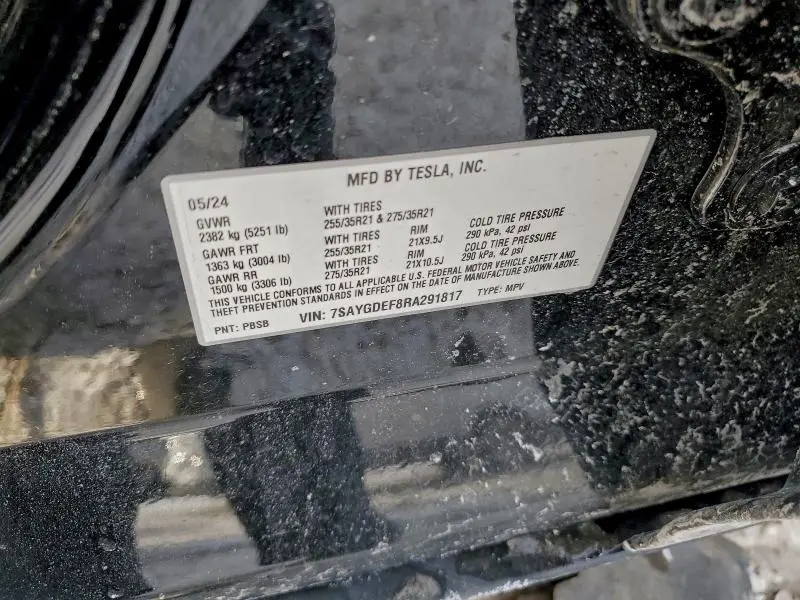 MFD BY TESLA, INC.
05/24
GVWR WITH TIRES
2382 kg (5251 lb) 255/35R21 & 275/35R21
GAWR FRT WITH TIRES RIM COLD TIRE PRESSURE
1363 kg (3004 lb) 255/35R21 21X9.5J 290 kPa, 42 psi
GAWR RR WITH TIRES RIM COLD TIRE PRESSURE
1500 kg (3306 lb) 275/35R21 21X10.5J 290 kPa, 42 psi
THIS VEHICLE CONFORMS TO ALL APPLICABLE U.S. FEDERAL MOTOR VEHICLE SAFETY AND
THEFT PREVENTION STANDARDS IN EFFECT ON THE DATE OF MANUFACTURE SHOWN ABOVE.
PNT: PBSB VIN: 7SAYGDEF8RA291817 TYPE: MPV